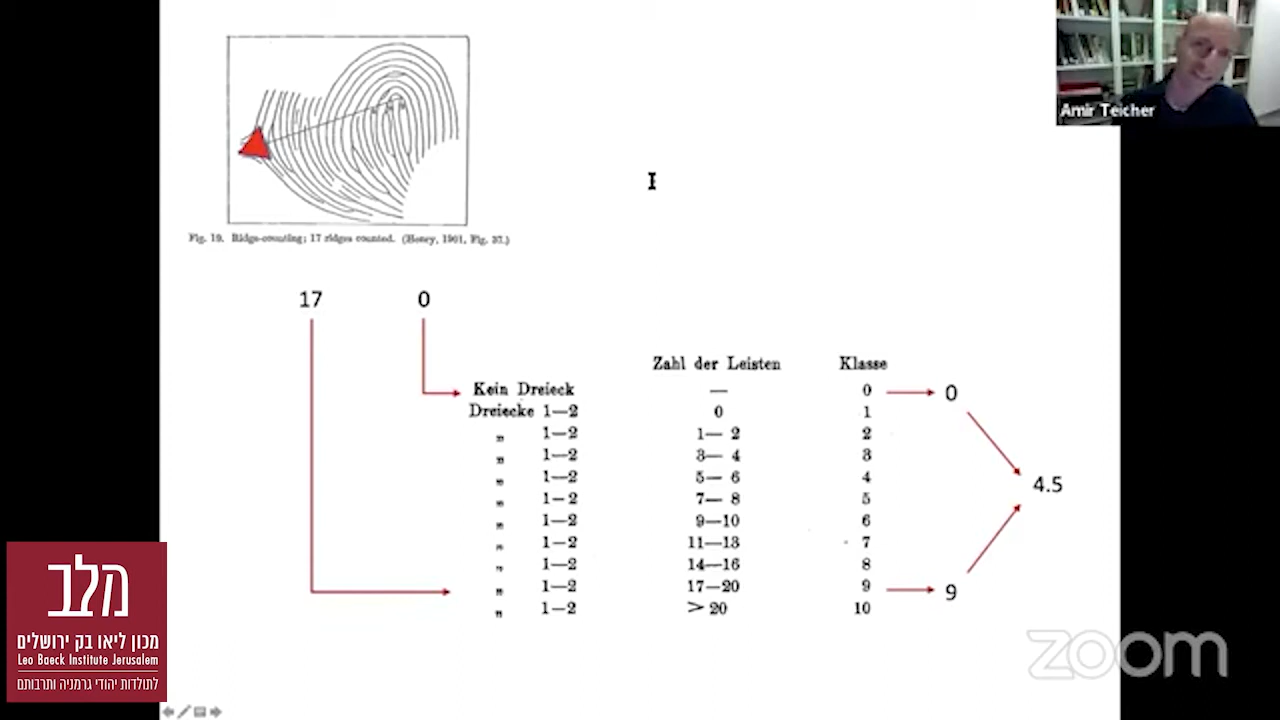 Amir Teicher
Fig. 19. Ridge-counting; 17 ridges counted. (Henry, 1901, Fig. 37.)
17 0
Zahl der Leisten Klasse
Kein Dreieck — 0 0
Dreiecke 1—2 0 1
„ 1—2 1— 2 2
„ 1—2 3— 4 3
„ 1—2 5— 6 4
4.5
„ 1—2 7— 8 5
„ 1—2 9—10 6
„ 1—2 11—13 7
„ 1—2 14—16 8
„ 1—2 17—20 9 9
„ 1—2 > 20 10
מלב
מכון ליאו בק ירושלים
Leo Baeck Institute Jerusalem
לתולדות יהודי גרמניה ותרבותם
zoom